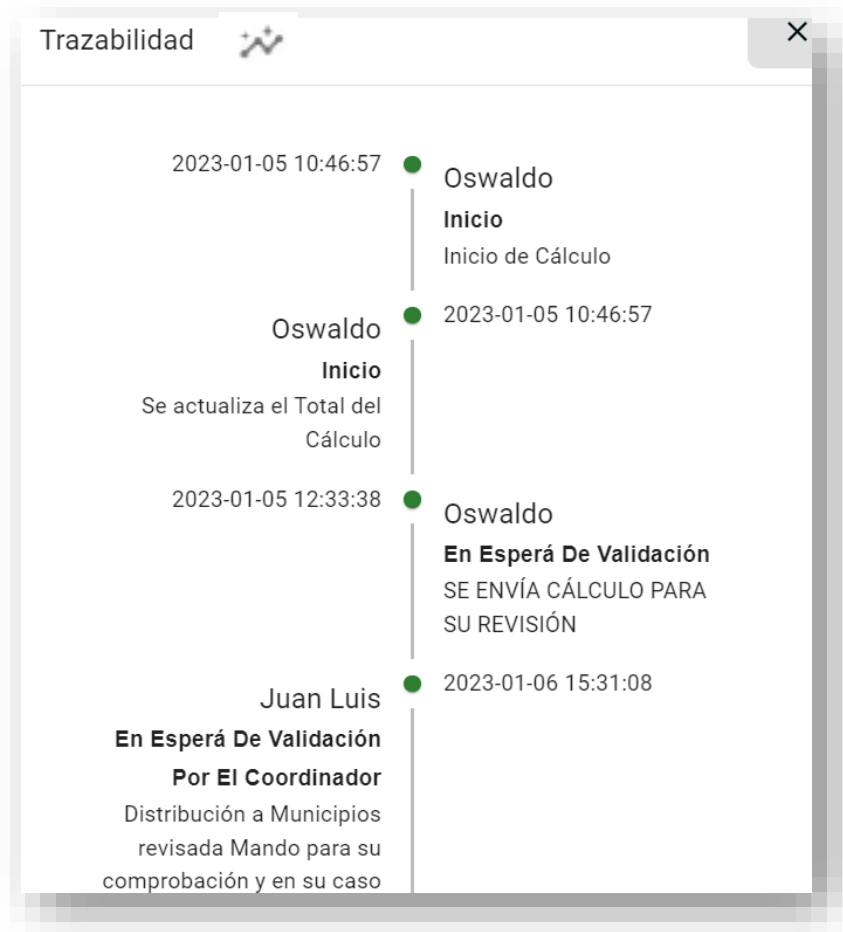 Trazabilidad
2023-01-05 10:46:57
Oswaldo
Inicio
Inicio de Cálculo
2023-01-05 10:46:57
Oswaldo
Inicio
Se actualiza el Total del
Cálculo
2023-01-05 12:33:38
Oswaldo
En Esperá De Validación
SE ENVÍA CÁLCULO PARA
SU REVISIÓN
2023-01-06 15:31:08
Juan Luis
En Esperá De Validación
Por El Coordinador
Distribución a Municipios
revisada Mando para su
comprobación y en su caso